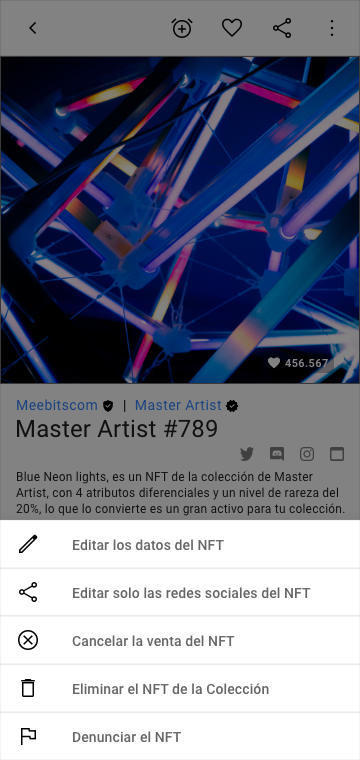 456.567
Meebitscom | Master Artist
Master Artist #789
Blue Neon lights, es un NFT de la colección de Master
Artist, con 4 atributos diferenciales y un nivel de rareza del
20%, lo que lo convierte es un gran activo para tu colección.
Editar los datos del NFT
Editar solo las redes sociales del NFT
Cancelar la venta del NFT
Eliminar el NFT de la Colección
Denunciar el NFT